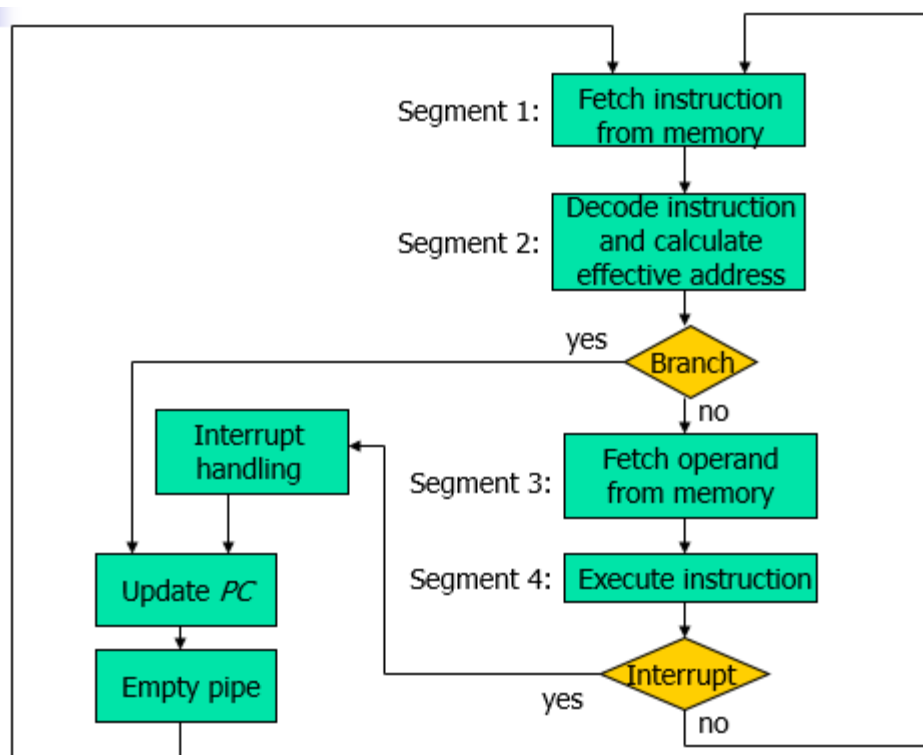 Segment 1:
Fetch instruction
from memory
Segment 2:
Decode instruction
and calculate
effective address
yes
Branch
no
Interrupt
handling
Segment 3:
Fetch operand
from memory
Update PC
Segment 4:
Execute instruction
Empty pipe
Interrupt
yes
no